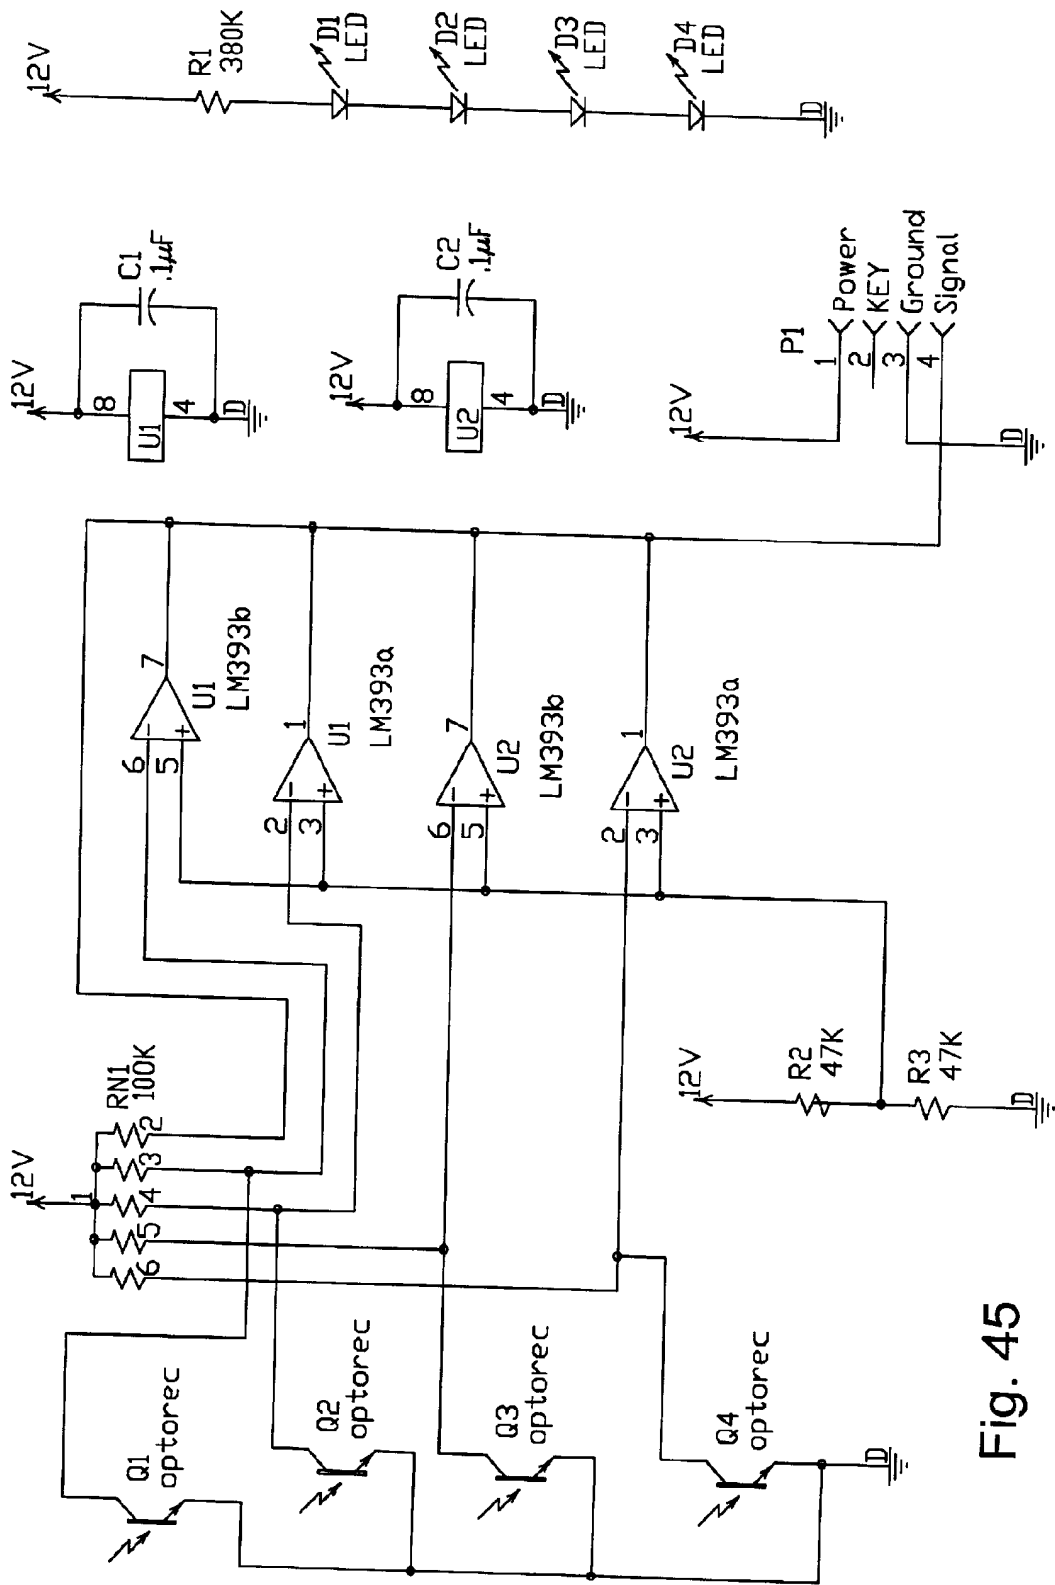 12V
R1
380K
D1
LED
D2
LED
D3
LED
D4
LED
D
12V
8
U1
4
D
C1
.1µF
12V
8
U2
4
D
C2
.1µF
12V
P1
1
Power
2
KEY
3
Ground
4
Signal
D
6
5
-
+
7
U1
LM393b
2
3
-
+
1
U1
LM393a
6
5
-
+
7
U2
LM393b
2
3
-
+
1
U2
LM393a
12V
1
RN1
100K
2
3
4
5
6
12V
R2
47K
R3
47K
D
Q1
optorec
Q2
optorec
Q3
optorec
Q4
optorec
D
Fig. 45